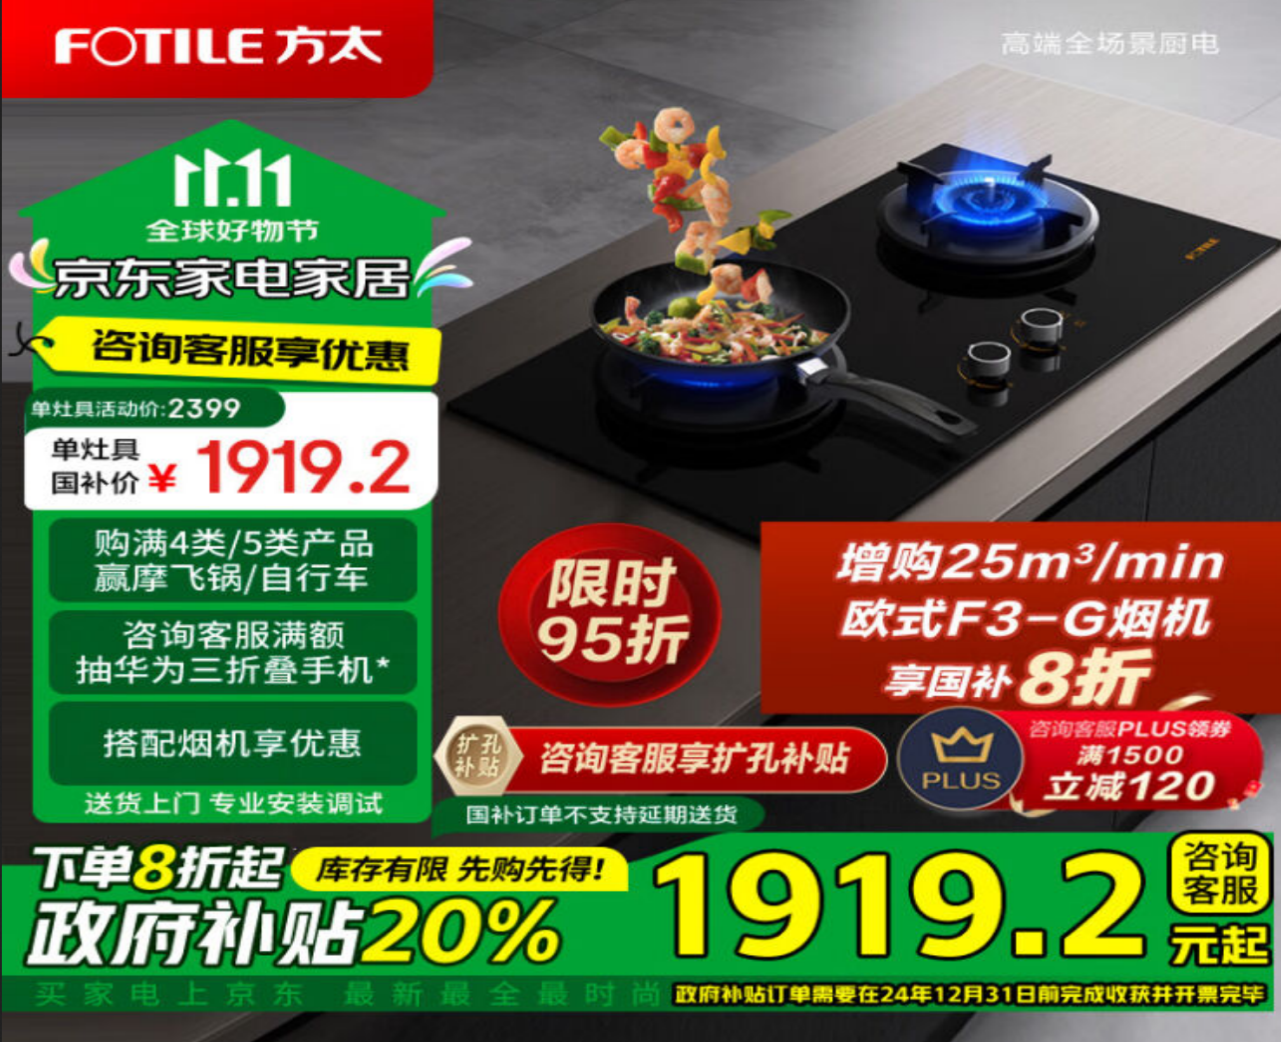 FOTILE 方太
高端全场景厨电
11.11
全球好物节
京东家电家居
咨询客服享优惠
单灶具活动价:2399
单灶具
国补价 ¥ 1919.2
购满4类/5类产品
赢摩飞锅/自行车
咨询客服满额
抽华为三折叠手机*
搭配烟机享优惠
送货上门 专业安装调试
FOTILE
限时
95折
增购25m³/min
欧式F3-G烟机
享国补8折
扩孔
补贴
咨询客服享扩孔补贴
国补订单不支持延期送货
PLUS
咨询客服PLUS领券
满1500
立减120
下单8折起
库存有限 先购先得!
政府补贴20%
1919.2
咨询
客服
元起
买家电上京东 最新最全最时尚
政府补贴订单需要在24年12月31日前完成收获并开票完毕